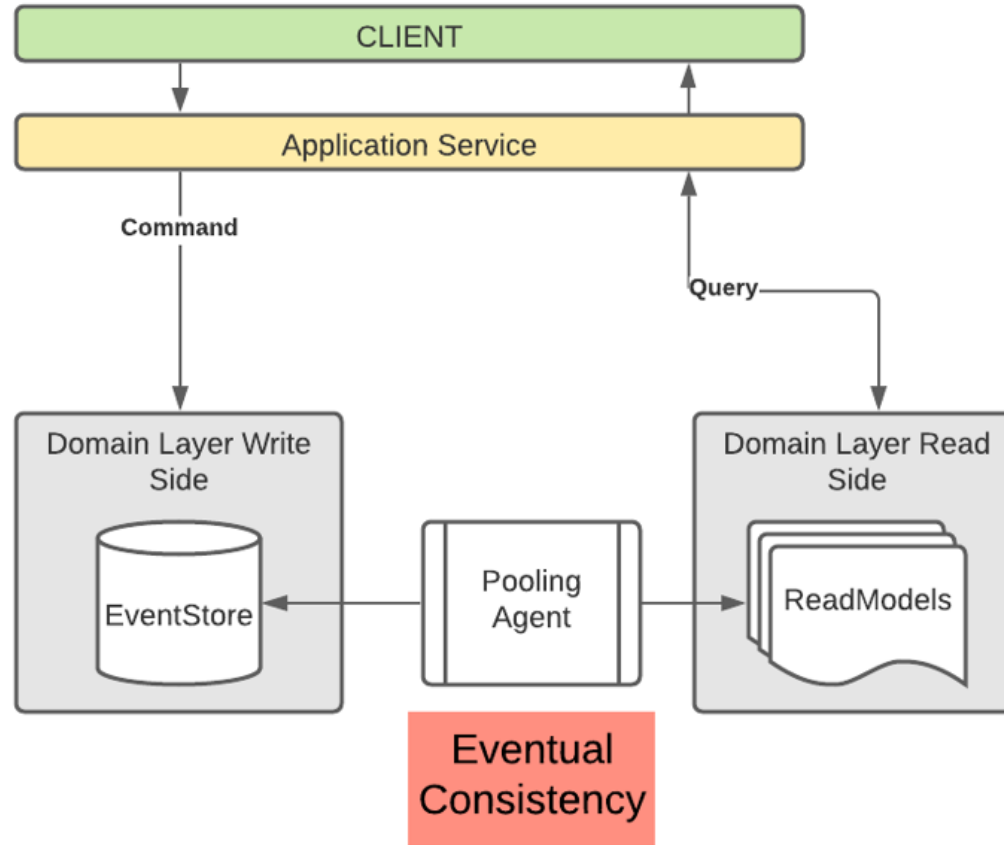 CLIENT
Application Service
Command
Query
Domain Layer Write
Side
Domain Layer Read
Side
EventStore
Pooling
Agent
ReadModels
Eventual
Consistency